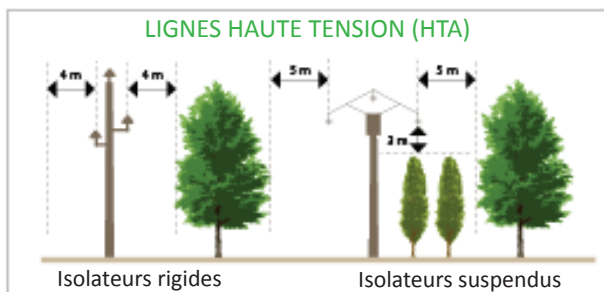 LIGNES HAUTE TENSION (HTA)
4 m 4 m 5 m 5 m
3 m
Isolateurs rigides Isolateurs suspendus